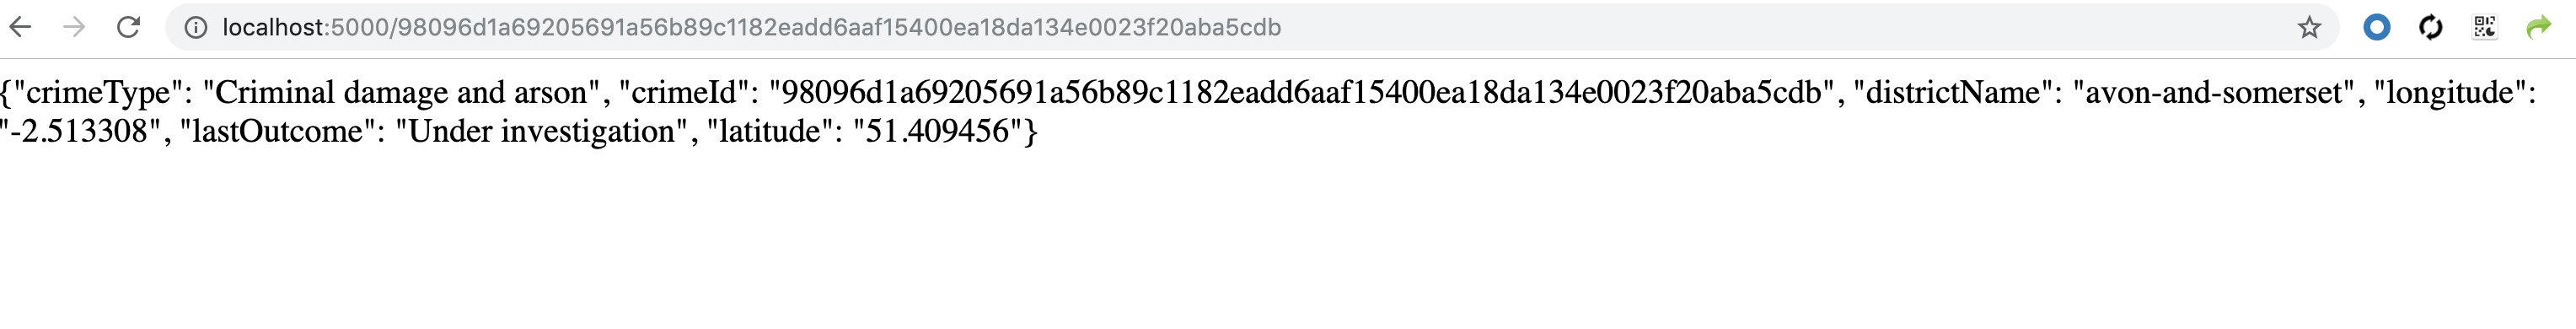 localhost:5000/98096d1a69205691a56b89c1182eadd6aaf15400ea18da134e0023f20aba5cdb
{"crimeType": "Criminal damage and arson", "crimeId": "98096d1a69205691a56b89c1182eadd6aaf15400ea18da134e0023f20aba5cdb", "districtName": "avon-and-somerset", "longitude":
"-2.513308", "lastOutcome": "Under investigation", "latitude": "51.409456"}